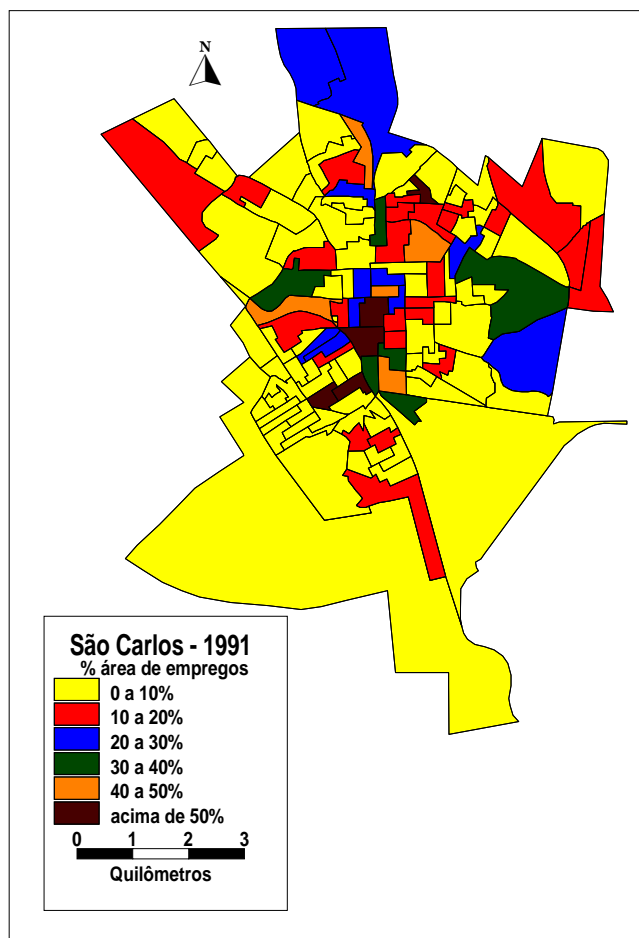 N
São Carlos - 1991
% área de empregos
0 a 10%
10 a 20%
20 a 30%
30 a 40%
40 a 50%
acima de 50%
0 1 2 3
Quilômetros